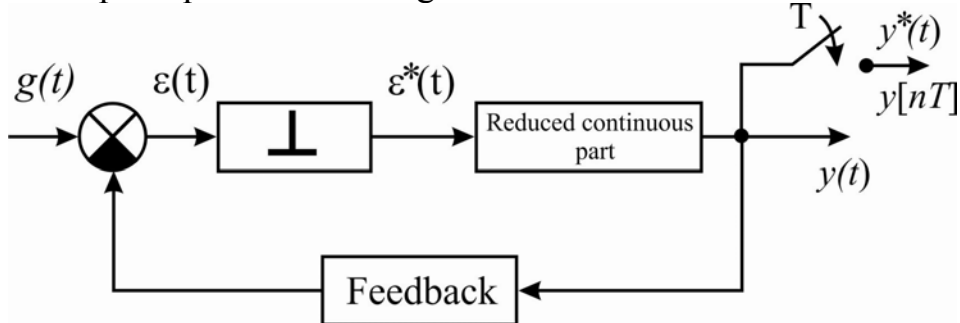 T
y*(t)
g(t)
ε(t)
ε*(t)
y[nT]
Reduced continuous
part
y(t)
Feedback